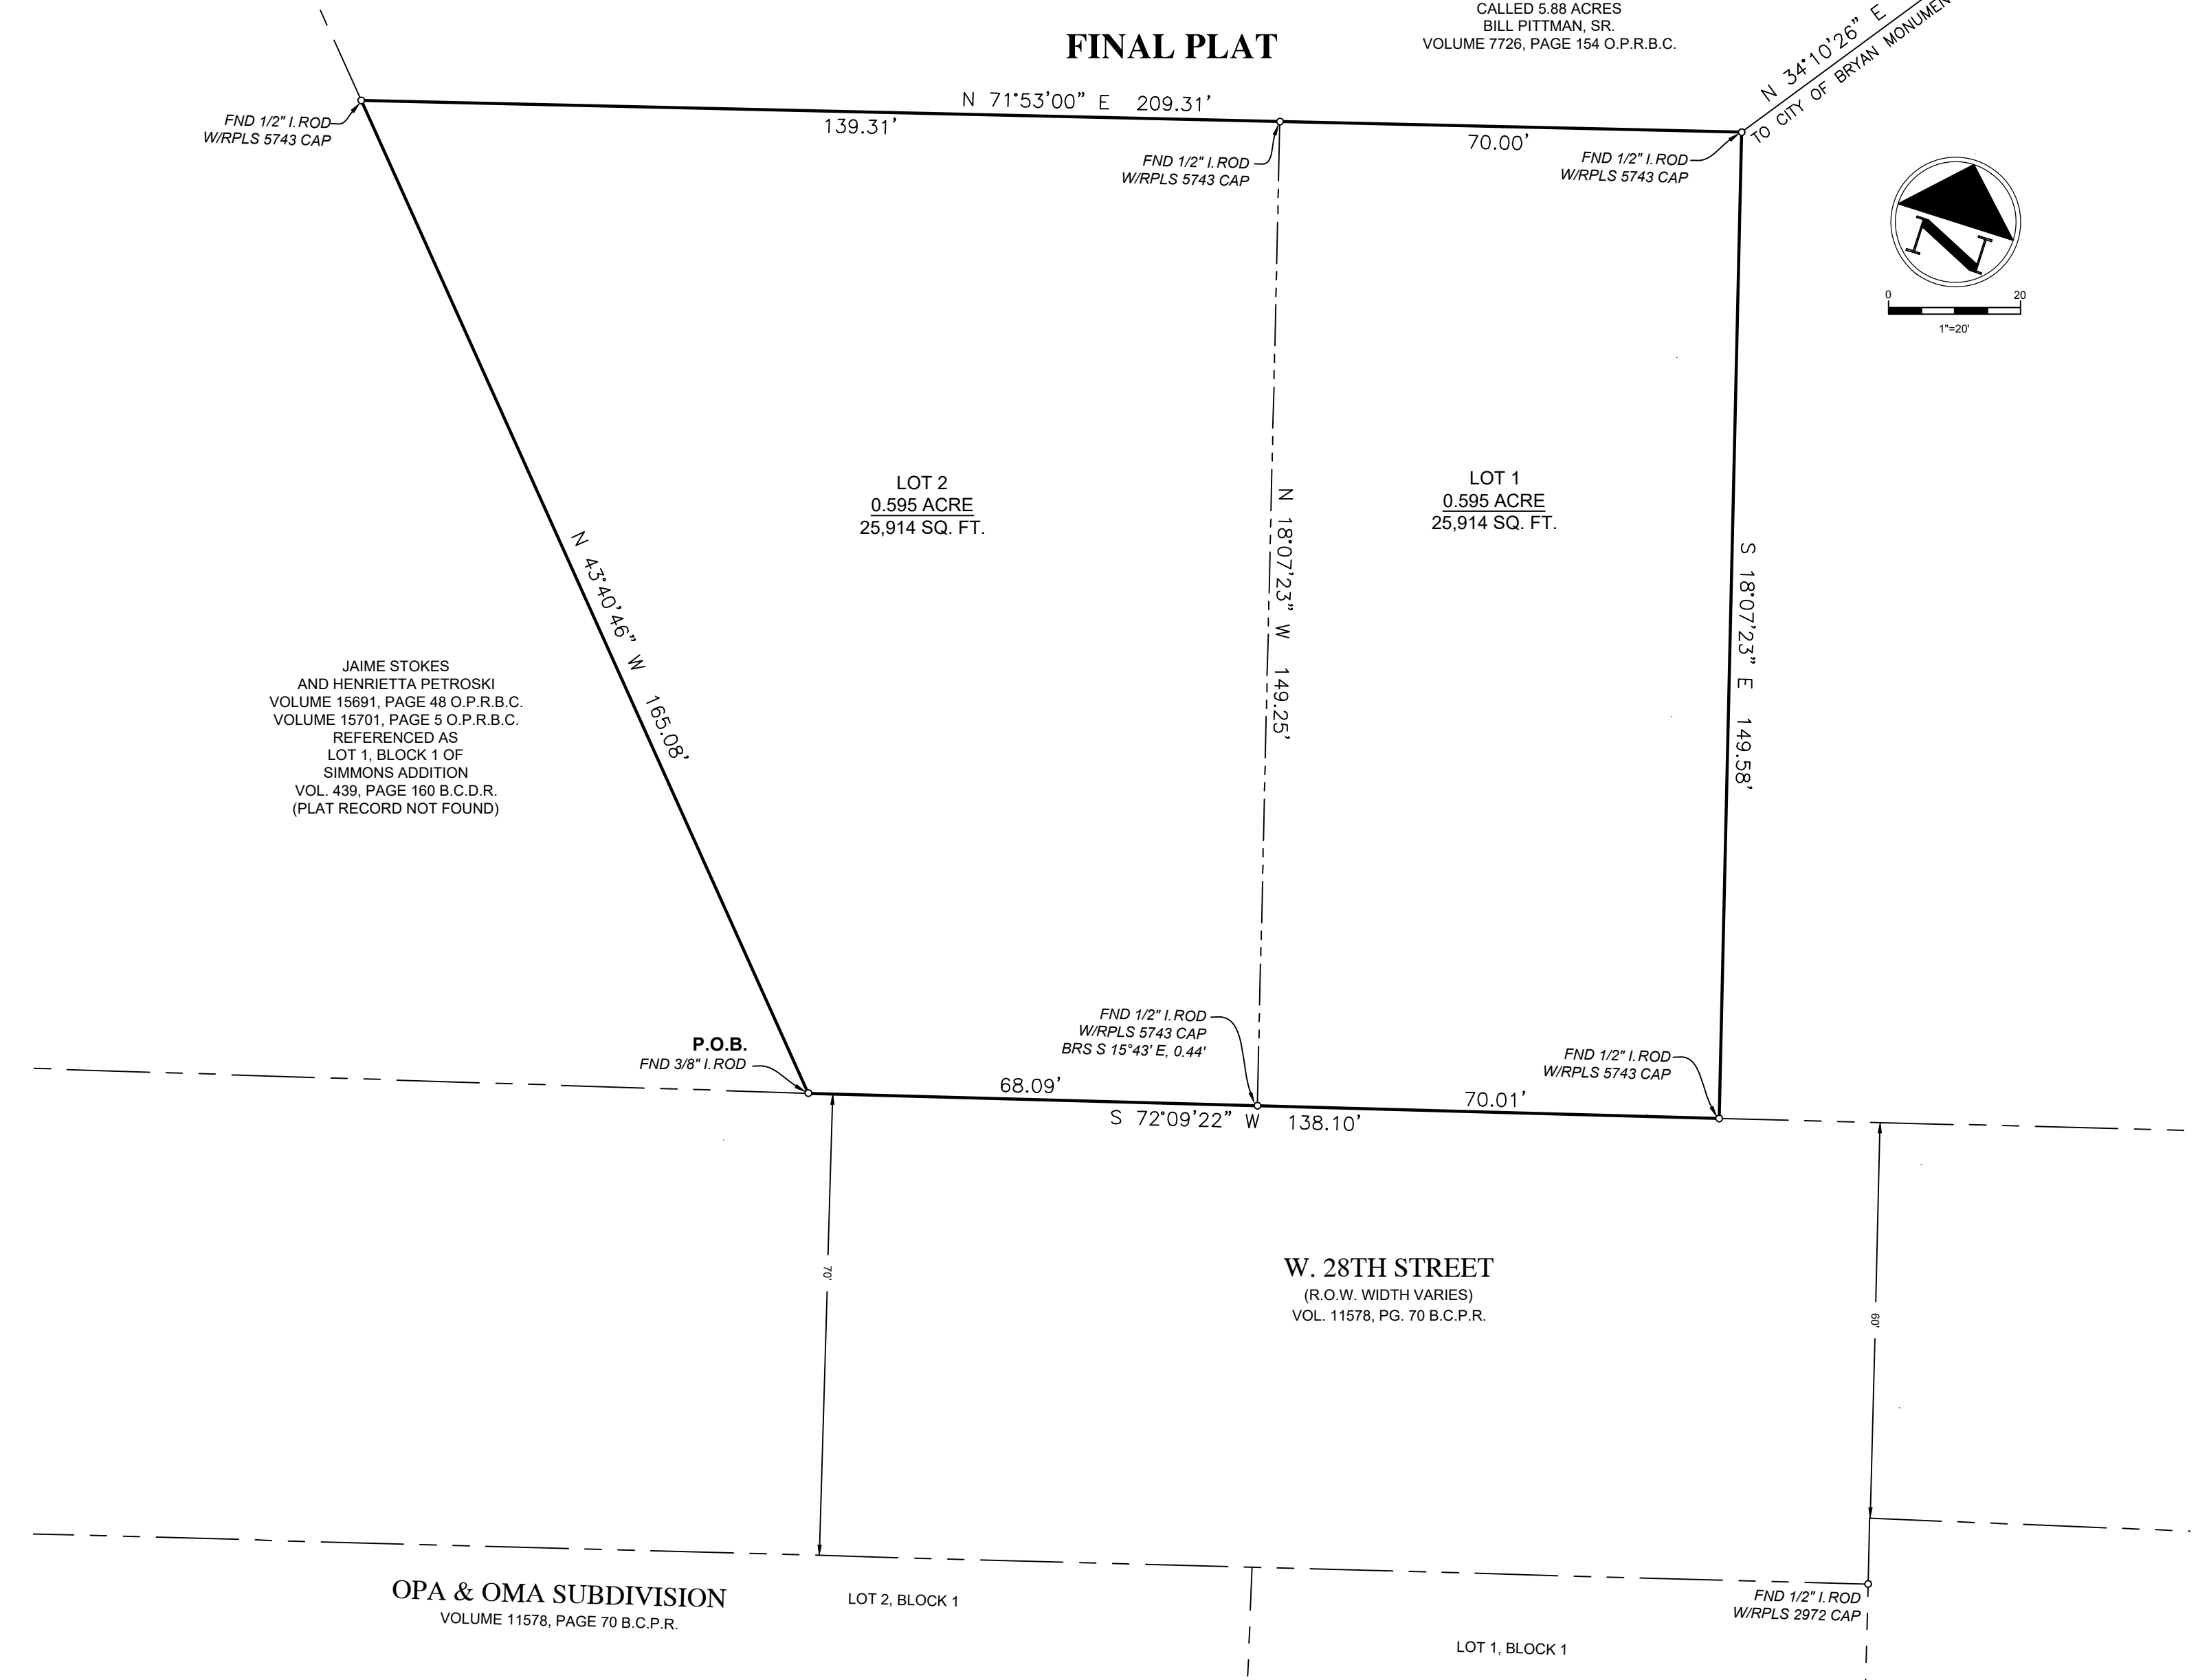 CALLED 5.88 ACRES
BILL PITTMAN, SR.
VOLUME 7726, PAGE 154 O.P.R.B.C.
FINAL PLAT
N 34°10'26" E
TO CITY OF BRYAN MONUMEN
N 71°53'00" E 209.31'
139.31'
70.00'
FND 1/2" I.ROD
W/RPLS 5743 CAP
FND 1/2" I.ROD
W/RPLS 5743 CAP
FND 1/2" I.ROD
W/RPLS 5743 CAP
N
0 20
1"=20'
LOT 2
0.595 ACRE
25,914 SQ. FT.
LOT 1
0.595 ACRE
25,914 SQ. FT.
N 43°40'46" W 165.08'
N 18°07'23" W 149.25'
S 18°07'23" E 149.58'
JAIME STOKES
AND HENRIETTA PETROSKI
VOLUME 15691, PAGE 48 O.P.R.B.C.
VOLUME 15701, PAGE 5 O.P.R.B.C.
REFERENCED AS
LOT 1, BLOCK 1 OF
SIMMONS ADDITION
VOL. 439, PAGE 160 B.C.D.R.
(PLAT RECORD NOT FOUND)
P.O.B.
FND 3/8" I.ROD
FND 1/2" I.ROD
W/RPLS 5743 CAP
BRS S 15°43' E, 0.44'
FND 1/2" I.ROD
W/RPLS 5743 CAP
68.09'
70.01'
S 72°09'22" W 138.10'
70'
60'
W. 28TH STREET
(R.O.W. WIDTH VARIES)
VOL. 11578, PG. 70 B.C.P.R.
OPA & OMA SUBDIVISION
VOLUME 11578, PAGE 70 B.C.P.R.
LOT 2, BLOCK 1
FND 1/2" I.ROD
W/RPLS 2972 CAP
LOT 1, BLOCK 1